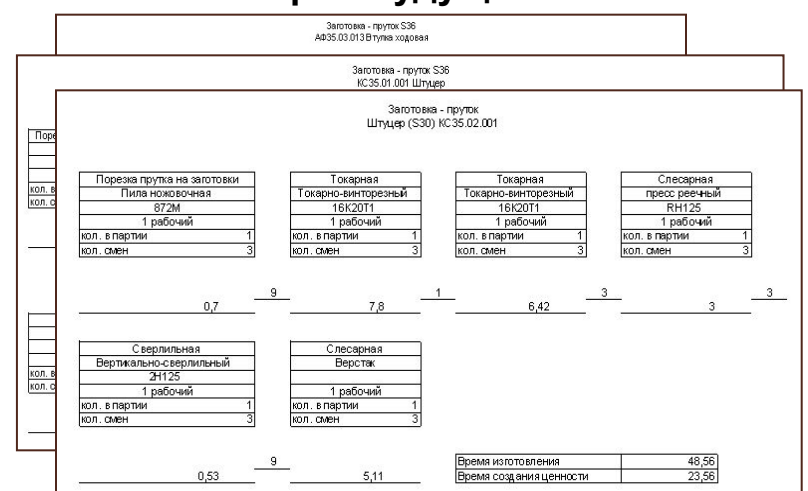 Заготовка - пруток S36
АФ35.03.013 Втулка ходовая
Заготовка - пруток S36
КС35.01.001 Штуцер
Заготовка - пруток
Штуцер (S30) КС35.02.001
Порезка прутка на заготовки
Пила ножовочная
872М
1 рабочий
кол. в партии 1
кол. смен 3
Токарная
Токарно-винторезный
16К20Т1
1 рабочий
кол. в партии 1
кол. смен 3
Токарная
Токарно-винторезный
16К20Т1
1 рабочий
кол. в партии 1
кол. смен 3
Слесарная
пресс реечный
RH125
1 рабочий
кол. в партии 1
кол. смен 3
9 1 3 3
0,7 7,8 6,42 3
Сверлильная
Вертикально-сверлильный
2Н125
1 рабочий
кол. в партии 1
кол. смен 3
Слесарная
Верстак
1 рабочий
кол. в партии 1
кол. смен 3
9
0,53 5,11
Время изготовления 48,56
Время создания ценности 23,56